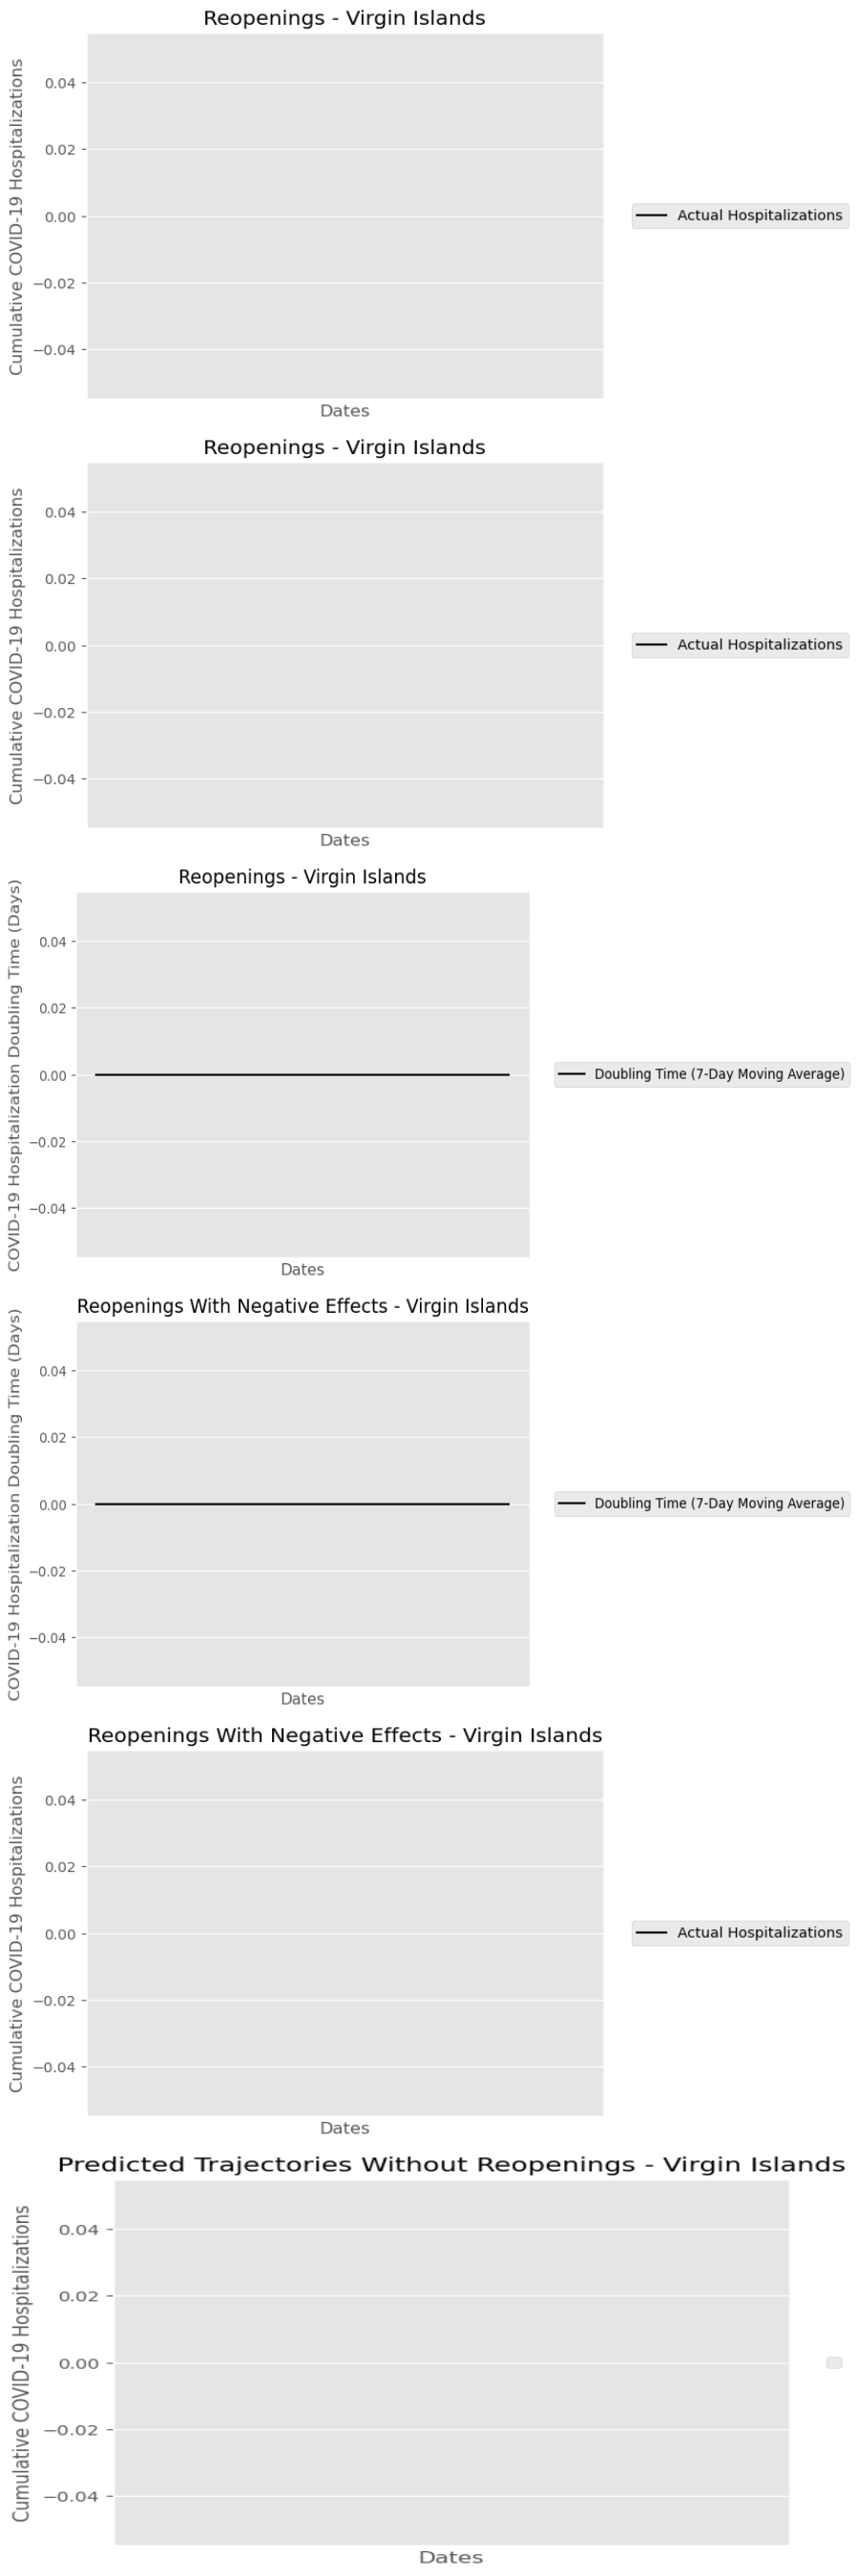 Reopenings - Virgin Islands
Cumulative COVID-19 Hospitalizations
0.04
0.02
0.00
−0.02
−0.04
Dates
Actual Hospitalizations
Reopenings - Virgin Islands
Cumulative COVID-19 Hospitalizations
0.04
0.02
0.00
−0.02
−0.04
Dates
Actual Hospitalizations
Reopenings - Virgin Islands
COVID-19 Hospitalization Doubling Time (Days)
0.04
0.02
0.00
−0.02
−0.04
Dates
Doubling Time (7-Day Moving Average)
Reopenings With Negative Effects - Virgin Islands
COVID-19 Hospitalization Doubling Time (Days)
0.04
0.02
0.00
−0.02
−0.04
Dates
Doubling Time (7-Day Moving Average)
Reopenings With Negative Effects - Virgin Islands
Cumulative COVID-19 Hospitalizations
0.04
0.02
0.00
−0.02
−0.04
Dates
Actual Hospitalizations
Predicted Trajectories Without Reopenings - Virgin Islands
Cumulative COVID-19 Hospitalizations
0.04
0.02
0.00
−0.02
−0.04
Dates